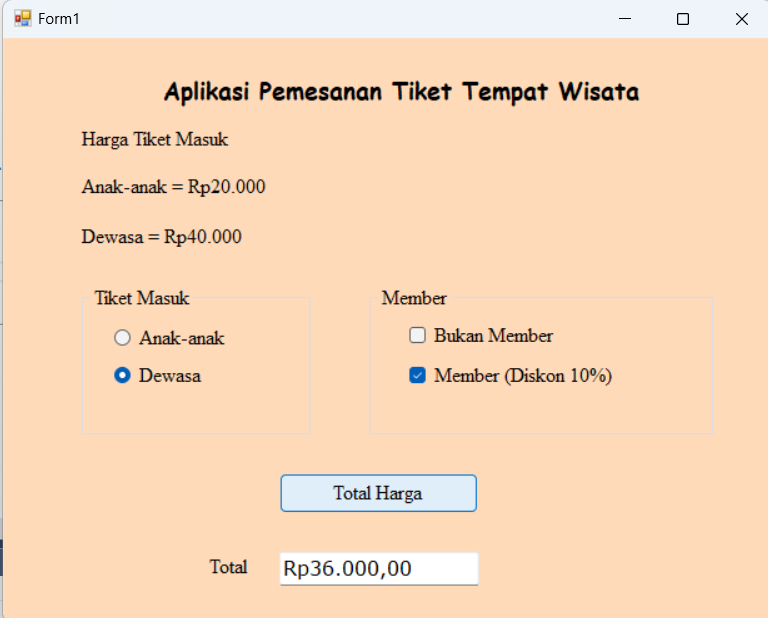 Form1
Aplikasi Pemesanan Tiket Tempat Wisata
Harga Tiket Masuk
Anak-anak = Rp20.000
Dewasa = Rp40.000
Tiket Masuk
Anak-anak
Dewasa
Member
Bukan Member
Member (Diskon 10%)
Total Harga
Total Rp36.000,00